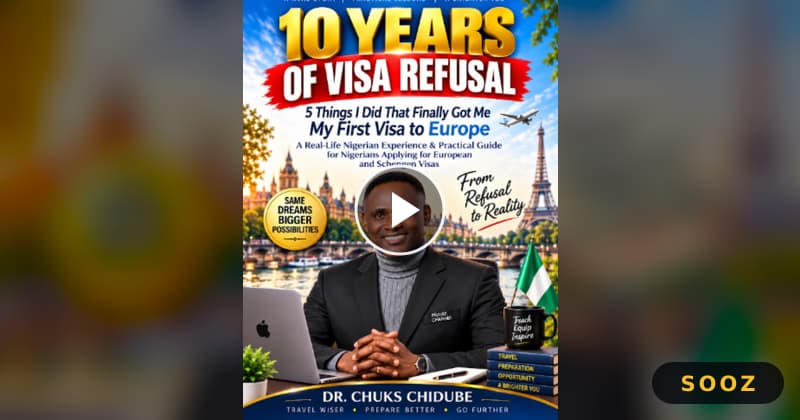 10 YEARS
OF VISA REFUSAL
5 Things I Did That Finally Got Me
My First Visa to Europe
A Real-Life Nigerian Experience & Practical Guide
for Nigerians Applying for European
and Schengen Visas
From
Refusal
to Reality
SAME
DREAMS
BIGGER
POSSIBILITIES
Teach
Equip
Inspire
TRAVEL
PREPARATION
OPPORTUNITY
A BRIGHTER YOU
DR. CHUKS CHIDUBE
TRAVEL WISER • PREPARE BETTER • GO FURTHER
SOOZ